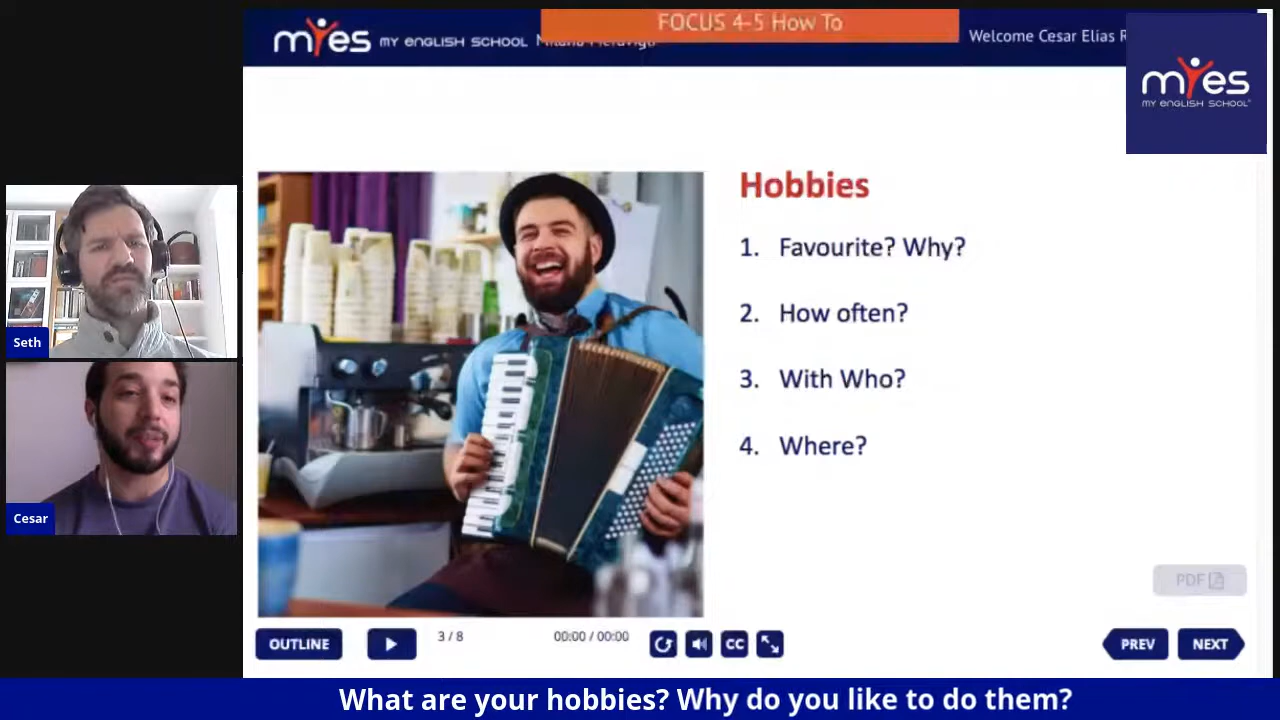 FOCUS 4-5 How To
myes MY ENGLISH SCHOOL
Welcome Cesar Elias R
myes
MY ENGLISH SCHOOL
Hobbies
1. Favourite? Why?
2. How often?
3. With Who?
4. Where?
Seth
Cesar
PDF
OUTLINE
3 / 8
00:00 / 00:00
CC
PREV
NEXT
What are your hobbies? Why do you like to do them?